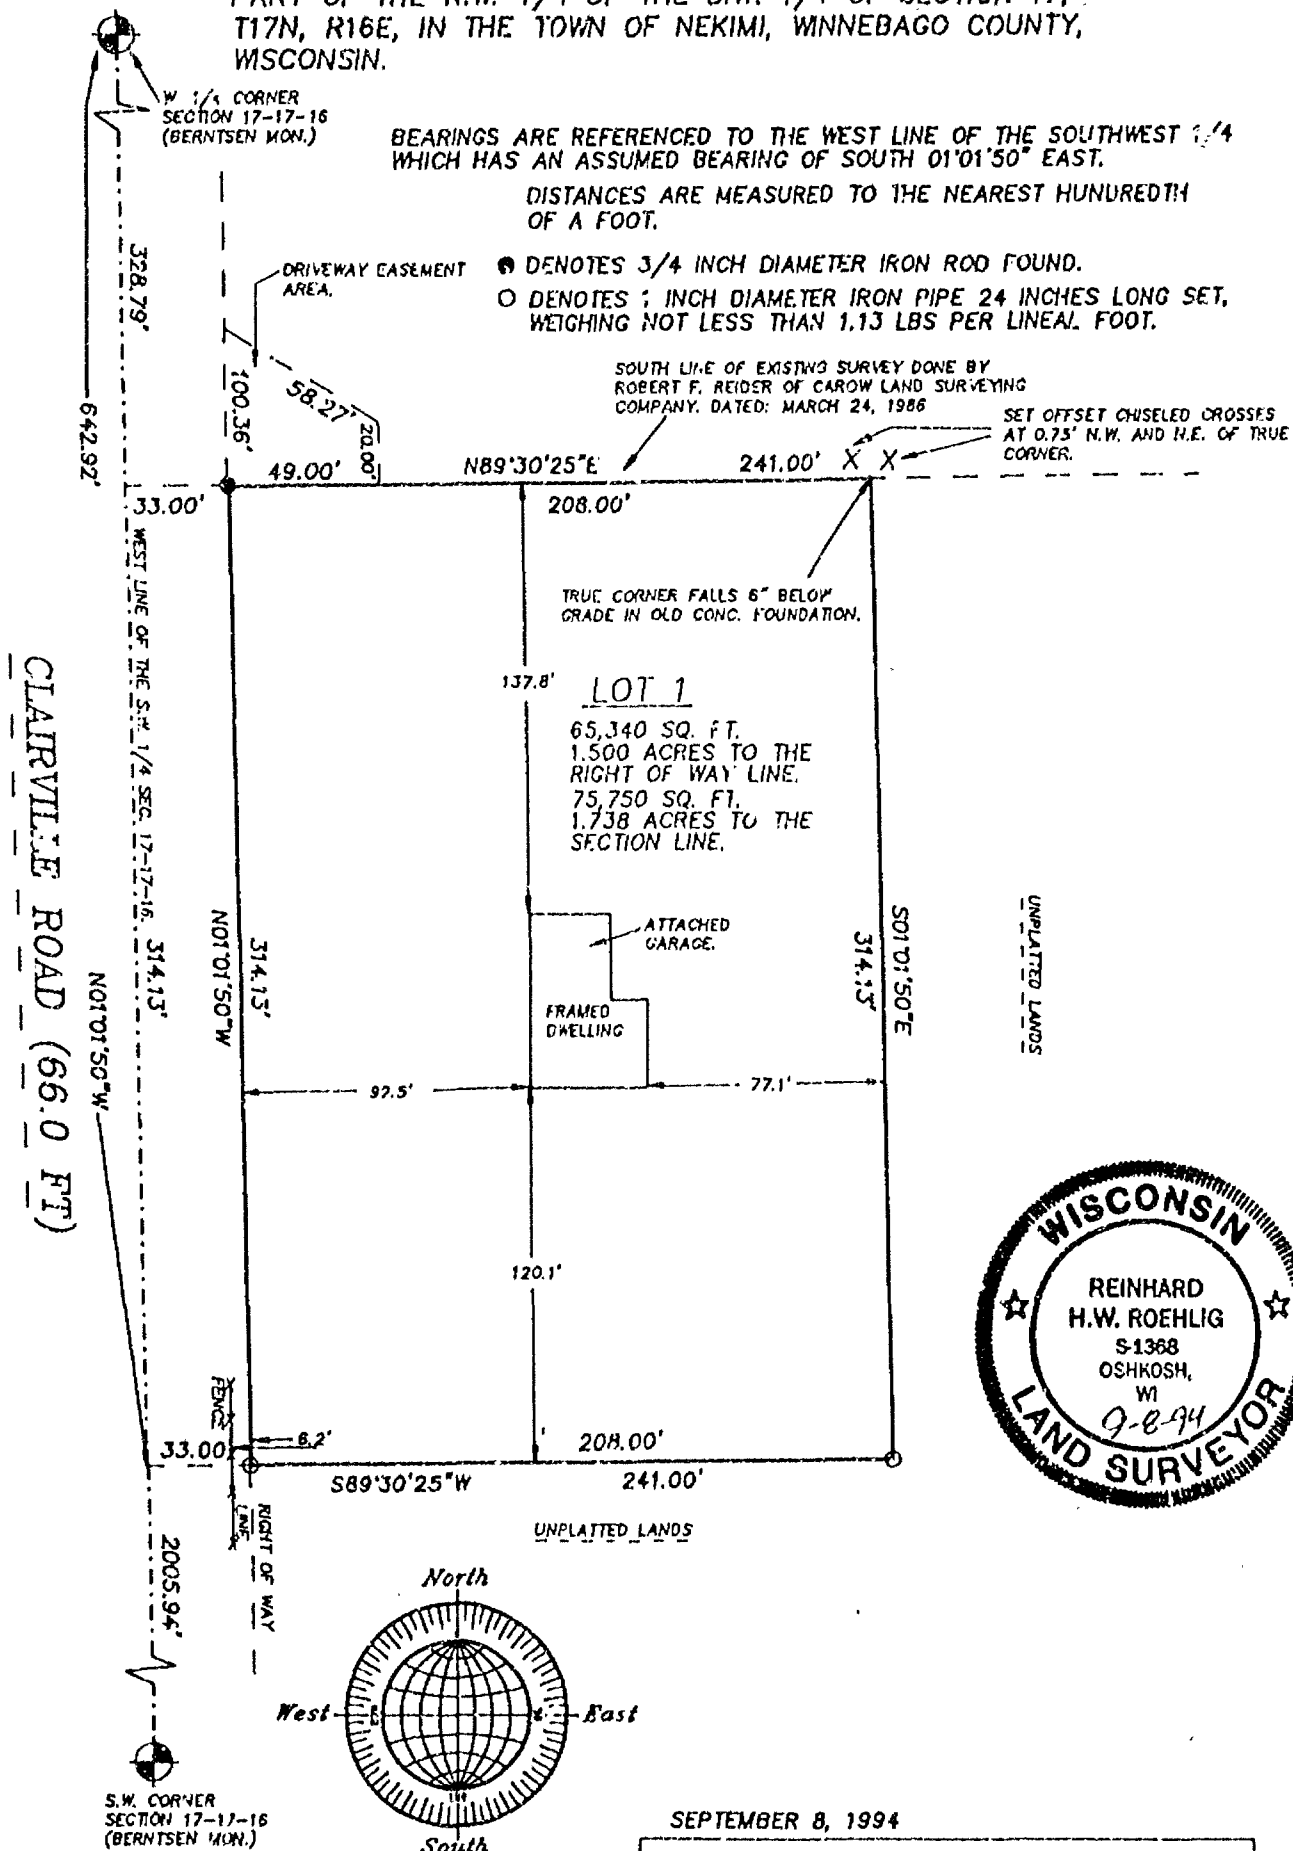 T17N, R16E, IN THE TOWN OF NEKIMI, WINNEBAGO COUNTY,
WISCONSIN.
W 1/4 CORNER
SECTION 17-17-16
(BERNTSEN MON.)
BEARINGS ARE REFERENCED TO THE WEST LINE OF THE SOUTHWEST 1/4
WHICH HAS AN ASSUMED BEARING OF SOUTH 01°01'50" EAST.
DISTANCES ARE MEASURED TO THE NEAREST HUNDREDTH
OF A FOOT.
DENOTES 3/4 INCH DIAMETER IRON ROD FOUND.
DENOTES 1 INCH DIAMETER IRON PIPE 24 INCHES LONG SET,
WEIGHING NOT LESS THAN 1.13 LBS PER LINEAL FOOT.
DRIVEWAY EASEMENT
AREA.
328.79'
642.92'
100.36'
58.27'
20.00'
SOUTH LINE OF EXISTING SURVEY DONE BY
ROBERT F. REIDER OF CAROW LAND SURVEYING
COMPANY. DATED: MARCH 24, 1986
SET OFFSET CHISELED CROSSES
AT 0.75' N.W. AND N.E. OF TRUE
CORNER.
49.00'
N89°30'25"E
241.00'
X X
33.00'
208.00'
TRUE CORNER FALLS 6" BELOW
GRADE IN OLD CONC. FOUNDATION.
WEST LINE OF THE S.W. 1/4 SEC. 17-17-16.
314.13'
137.8'
LOT 1
65,340 SQ. FT.
1.500 ACRES TO THE
RIGHT OF WAY LINE.
75,750 SQ. FT.
1.738 ACRES TO THE
SECTION LINE.
CLAIRVILLE ROAD (66.0 FT)
N01°01'50"W
N01°01'50"W
314.13'
ATTACHED
GARAGE.
FRAMED
DWELLING
S01°01'50"E
314.13'
UNPLATTED LANDS
77.1'
120.1'
WISCONSIN
REINHARD
H.W. ROEHLIG
S-1368
OSHKOSH,
WI
9-8-94
LAND SURVEYOR
FENCE
6.2'
33.00'
208.00'
S89°30'25"W
241.00'
RIGHT OF WAY
LINE
UNPLATTED LANDS
2005.94'
North
West
East
South
S.W. CORNER
SECTION 17-17-16
(BERNTSEN MON.)
SEPTEMBER 8, 1994